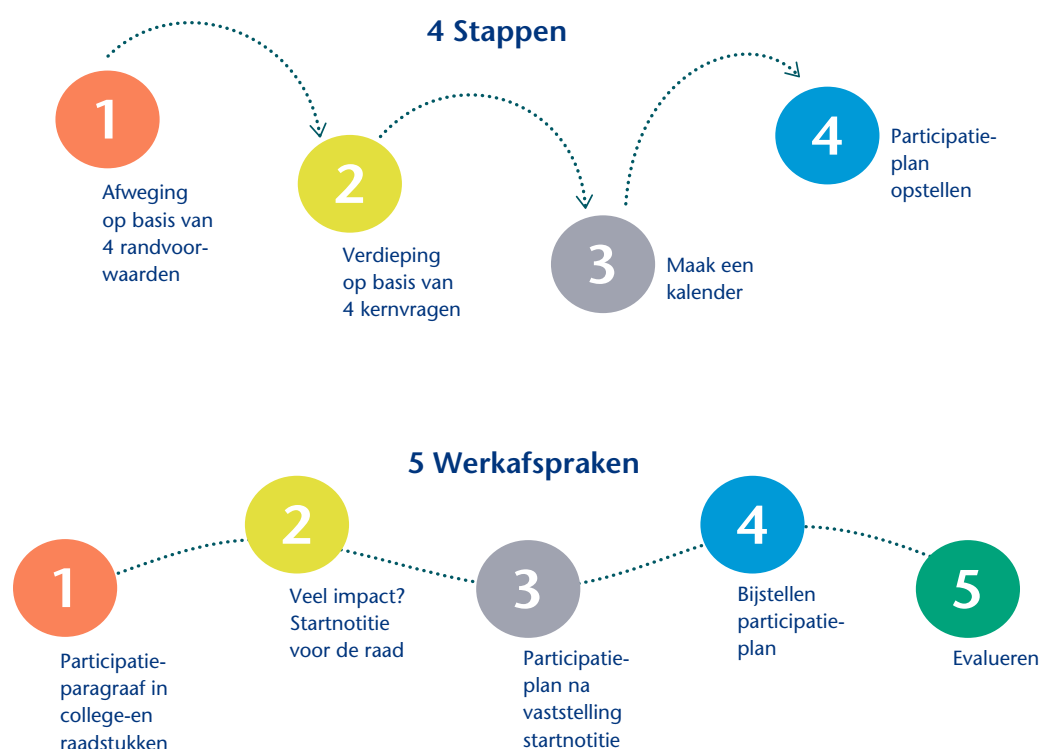 4 Stappen
1
Afweging
op basis van
4 randvoor-
waarden
2
Verdieping
op basis van
4 kernvragen
3
Maak een
kalender
4
Participatie-
plan
opstellen
5 Werkafspraken
1
Participatie-
paragraaf in
college-en
raadstukken
2
Veel impact?
Startnotitie
voor de raad
3
Participatie-
plan na
vaststelling
startnotitie
4
Bijstellen
participatie-
plan
5
Evalueren